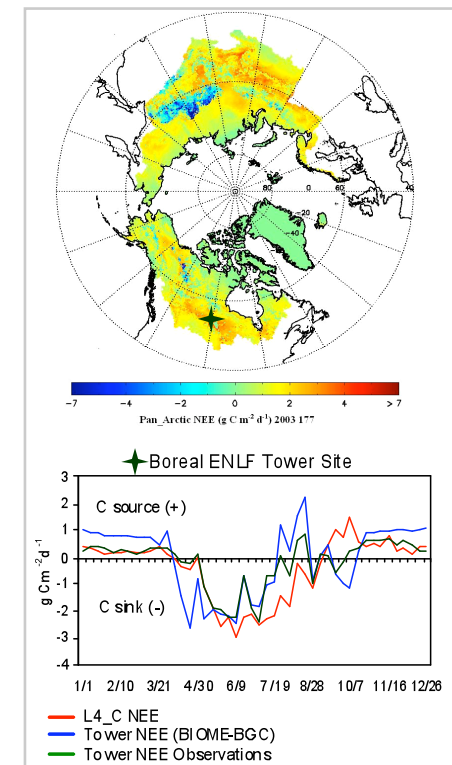 80
0
60
40
-20
-40
-7 -4 -2 0 2 4 > 7
Pan_Arctic NEE (g C m⁻² d⁻¹) 2003 177
Boreal ENLF Tower Site
3
2
1
0
-1
-2
-3
-4
g Cm⁻² d⁻¹
C source (+)
C sink (-)
1/1 2/10 3/21 4/30 6/9 7/19 8/28 10/7 11/16 12/26
L4_C NEE
Tower NEE (BIOME-BGC)
Tower NEE Observations